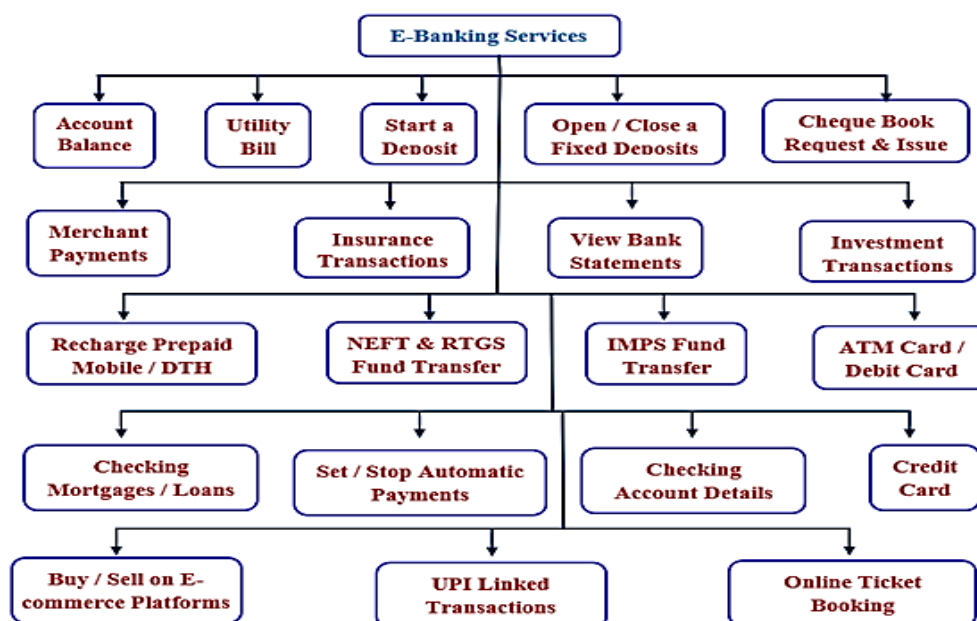 E-Banking Services
Account
Balance
Utility
Bill
Start a
Deposit
Open / Close a
Fixed Deposits
Cheque Book
Request & Issue
Merchant
Payments
Insurance
Transactions
View Bank
Statements
Investment
Transactions
Recharge Prepaid
Mobile / DTH
NEFT & RTGS
Fund Transfer
IMPS Fund
Transfer
ATM Card /
Debit Card
Checking
Mortgages / Loans
Set / Stop Automatic
Payments
Checking
Account Details
Credit
Card
Buy / Sell on E-
commerce Platforms
UPI Linked
Transactions
Online Ticket
Booking